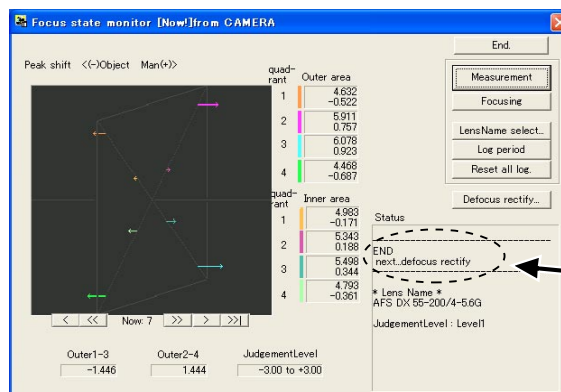 Focus state monitor [Now!]from CAMERA
End.
Peak shift <(-)Object Man(+)>
quad-
rant Outer area
1 4.632
-0.522
2 5.911
0.757
3 6.078
0.923
4 4.468
-0.687
quad-
rant Inner area
1 4.983
-0.171
2 5.343
0.188
3 5.498
0.344
4 4.793
-0.361
Measurement
Focusing
LensName select...
Log period
Reset all log.
Defocus rectify...
Status
END
next...defocus rectify
* Lens Name *
AFS DX 55-200/4-5.6G
JudgementLevel : Level1
< << Now: 7 >> > >>|
Outer1-3 Outer2-4 JudgementLevel
-1.446 1.444 -3.00 to +3.00